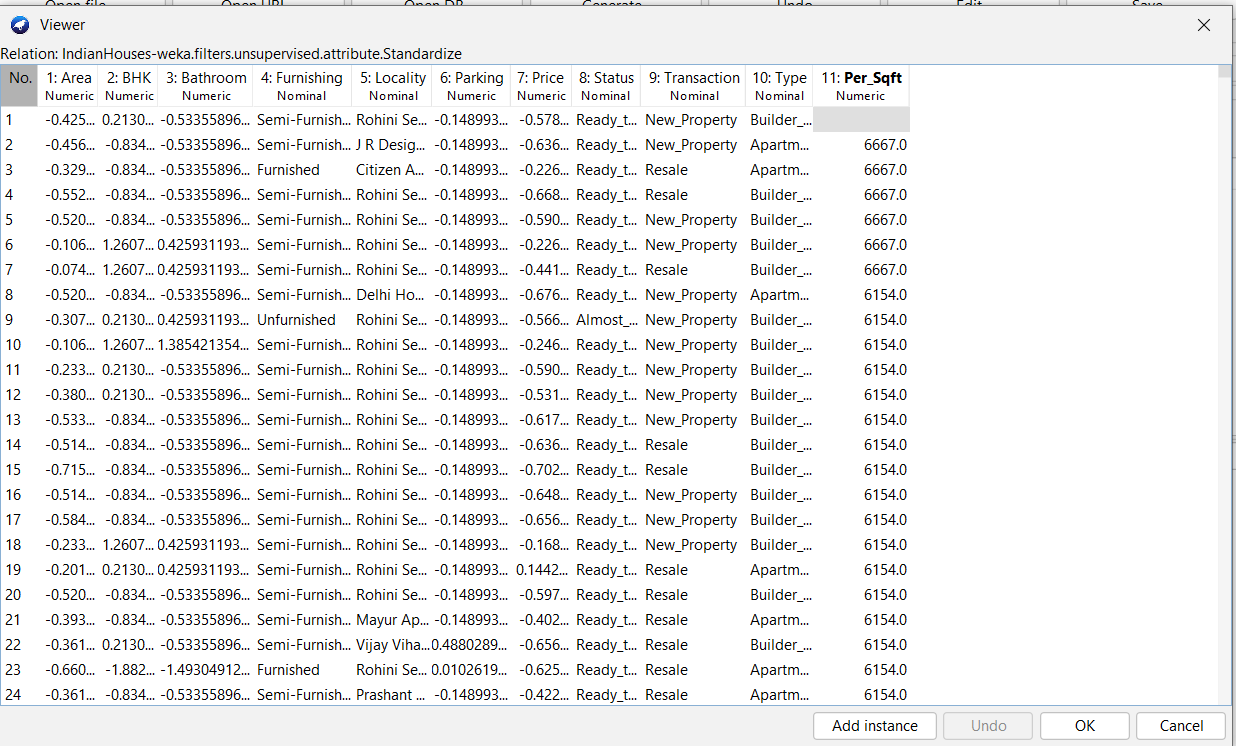 Open file... Open URL... Open DB... Generate... Undo Edit... Save...
Viewer
Relation: IndianHouses-weka.filters.unsupervised.attribute.Standardize
No. 1: Area 2: BHK 3: Bathroom 4: Furnishing 5: Locality 6: Parking 7: Price 8: Status 9: Transaction 10: Type 11: Per_Sqft
Numeric Numeric Numeric Nominal Nominal Numeric Numeric Nominal Nominal Nominal Numeric
1 -0.425... 0.2130... -0.53355896... Semi-Furnish... Rohini Se... -0.148993... -0.578... Ready_t... New_Property Builder_...
2 -0.456... -0.834... -0.53355896... Semi-Furnish... J R Desig... -0.148993... -0.636... Ready_t... New_Property Apartm... 6667.0
3 -0.329... -0.834... -0.53355896... Furnished Citizen A... -0.148993... -0.226... Ready_t... Resale Apartm... 6667.0
4 -0.552... -0.834... -0.53355896... Semi-Furnish... Rohini Se... -0.148993... -0.668... Ready_t... Resale Builder_... 6667.0
5 -0.520... -0.834... -0.53355896... Semi-Furnish... Rohini Se... -0.148993... -0.590... Ready_t... New_Property Builder_... 6667.0
6 -0.106... 1.2607... 0.425931193... Semi-Furnish... Rohini Se... -0.148993... -0.226... Ready_t... New_Property Builder_... 6667.0
7 -0.074... 1.2607... 0.425931193... Semi-Furnish... Rohini Se... -0.148993... -0.441... Ready_t... Resale Builder_... 6667.0
8 -0.520... -0.834... -0.53355896... Semi-Furnish... Delhi Ho... -0.148993... -0.676... Ready_t... New_Property Apartm... 6154.0
9 -0.307... 0.2130... 0.425931193... Unfurnished Rohini Se... -0.148993... -0.566... Almost_... New_Property Builder_... 6154.0
10 -0.106... 1.2607... 1.385421354... Semi-Furnish... Rohini Se... -0.148993... -0.246... Ready_t... New_Property Builder_... 6154.0
11 -0.233... 0.2130... -0.53355896... Semi-Furnish... Rohini Se... -0.148993... -0.590... Ready_t... New_Property Builder_... 6154.0
12 -0.380... 0.2130... -0.53355896... Semi-Furnish... Rohini Se... -0.148993... -0.531... Ready_t... New_Property Builder_... 6154.0
13 -0.533... -0.834... -0.53355896... Semi-Furnish... Rohini Se... -0.148993... -0.617... Ready_t... New_Property Builder_... 6154.0
14 -0.514... -0.834... -0.53355896... Semi-Furnish... Rohini Se... -0.148993... -0.636... Ready_t... Resale Builder_... 6154.0
15 -0.715... -0.834... -0.53355896... Semi-Furnish... Rohini Se... -0.148993... -0.702... Ready_t... Resale Builder_... 6154.0
16 -0.514... -0.834... -0.53355896... Semi-Furnish... Rohini Se... -0.148993... -0.648... Ready_t... New_Property Builder_... 6154.0
17 -0.584... -0.834... -0.53355896... Semi-Furnish... Rohini Se... -0.148993... -0.656... Ready_t... New_Property Builder_... 6154.0
18 -0.233... 1.2607... 0.425931193... Semi-Furnish... Rohini Se... -0.148993... -0.168... Ready_t... New_Property Builder_... 6154.0
19 -0.201... 0.2130... 0.425931193... Semi-Furnish... Rohini Se... -0.148993... 0.1442... Ready_t... Resale Apartm... 6154.0
20 -0.520... -0.834... -0.53355896... Semi-Furnish... Rohini Se... -0.148993... -0.597... Ready_t... Resale Builder_... 6154.0
21 -0.393... -0.834... -0.53355896... Semi-Furnish... Mayur Ap... -0.148993... -0.402... Ready_t... Resale Apartm... 6154.0
22 -0.361... 0.2130... -0.53355896... Semi-Furnish... Vijay Viha... 0.4880289... -0.656... Ready_t... Resale Builder_... 6154.0
23 -0.660... -1.882... -1.49304912... Furnished Rohini Se... 0.0102619... -0.625... Ready_t... Resale Apartm... 6154.0
24 -0.361... -0.834... -0.53355896... Semi-Furnish... Prashant ... -0.148993... -0.422... Ready_t... Resale Apartm... 6154.0
Add instance Undo OK Cancel